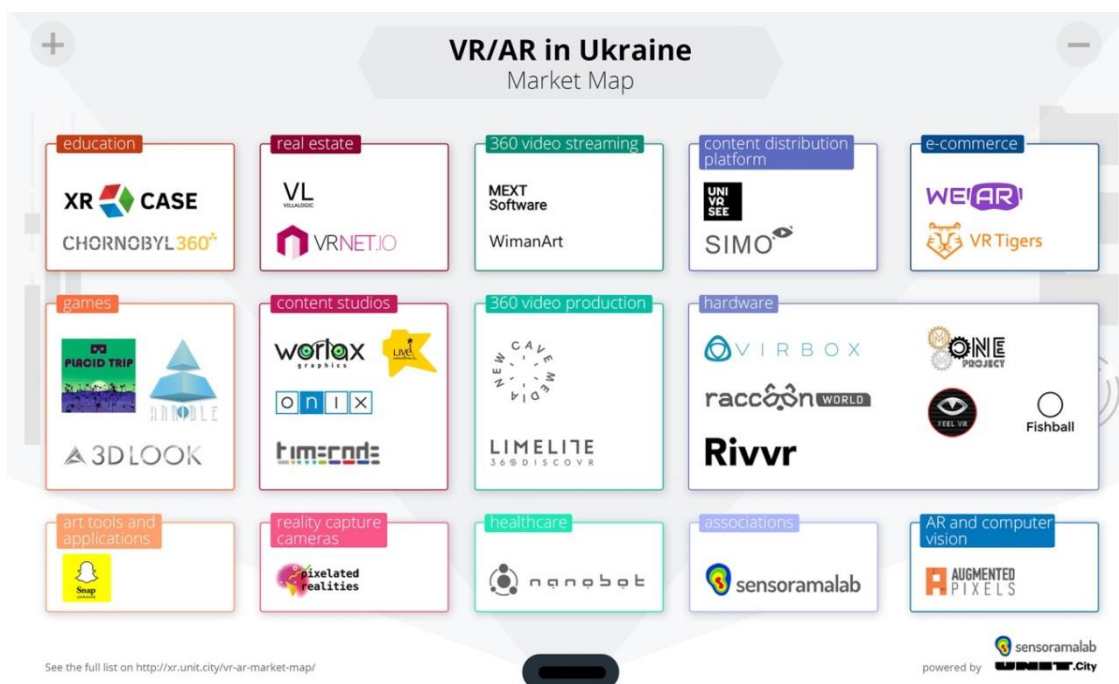 VR/AR in Ukraine
Market Map
education
XR CASE
CHORNOBYL360
real estate
VL
VILLALOGIC
VRNET.IO
360 video streaming
MEXT
Software
WimanArt
content distribution
platform
UNI
VR
SEE
SIMO
e-commerce
WE!AR!
VR Tigers
games
PLACID TRIP
3DLOOK
content studios
worlax
graphics
LIVE
onix
timecode
360 video production
NEW CAVE MEDIA
LIMELITE
360DISCOVR
hardware
VIRBOX
ONE
PROJECT
raccoon WORLD
FEEL VR
Fishball
Rivvr
art tools and
applications
Snap
reality capture
cameras
pixelated
realities
healthcare
nanobot
associations
sensoramalab
AR and computer
vision
AUGMENTED
PIXELS
See the full list on http://xr.unit.city/vr-ar-market-map/
sensoramalab
powered by UNIT.City